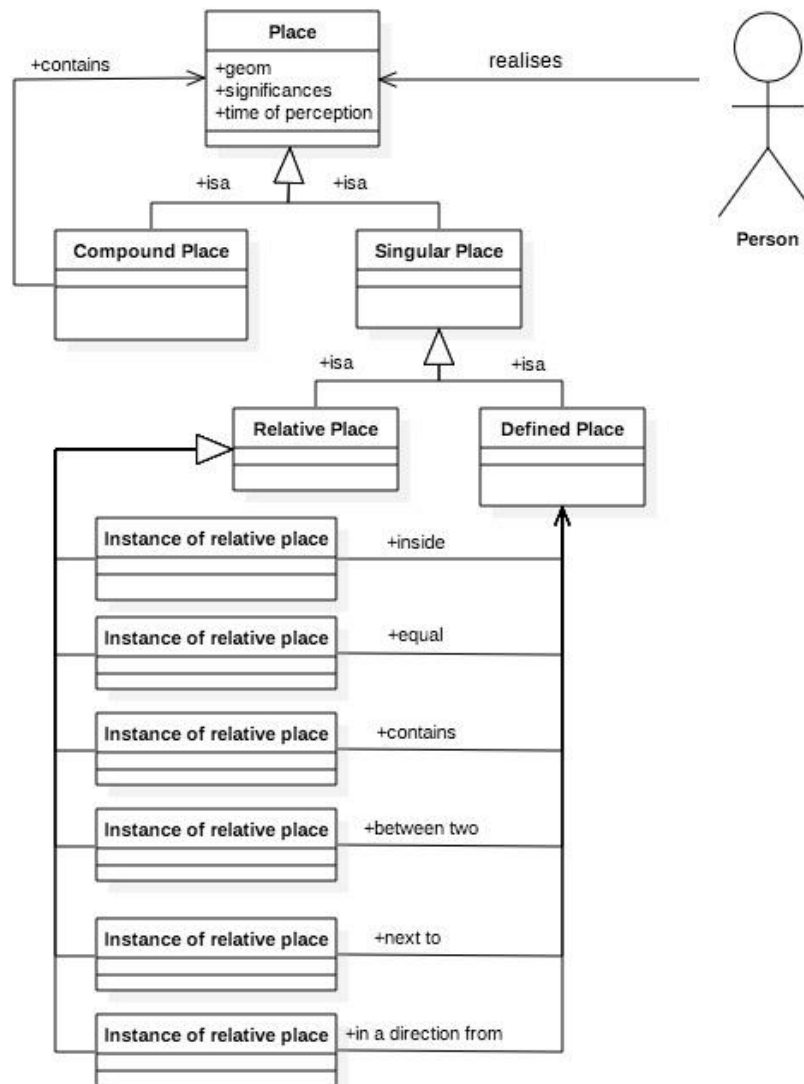 Place
+contains
realises
+geom
+significances
+time of perception
+isa
+isa
Person
Compound Place
Singular Place
+isa
+isa
Relative Place
Defined Place
Instance of relative place
+inside
Instance of relative place
+equal
Instance of relative place
+contains
Instance of relative place
+between two
Instance of relative place
+next to
Instance of relative place
+in a direction from